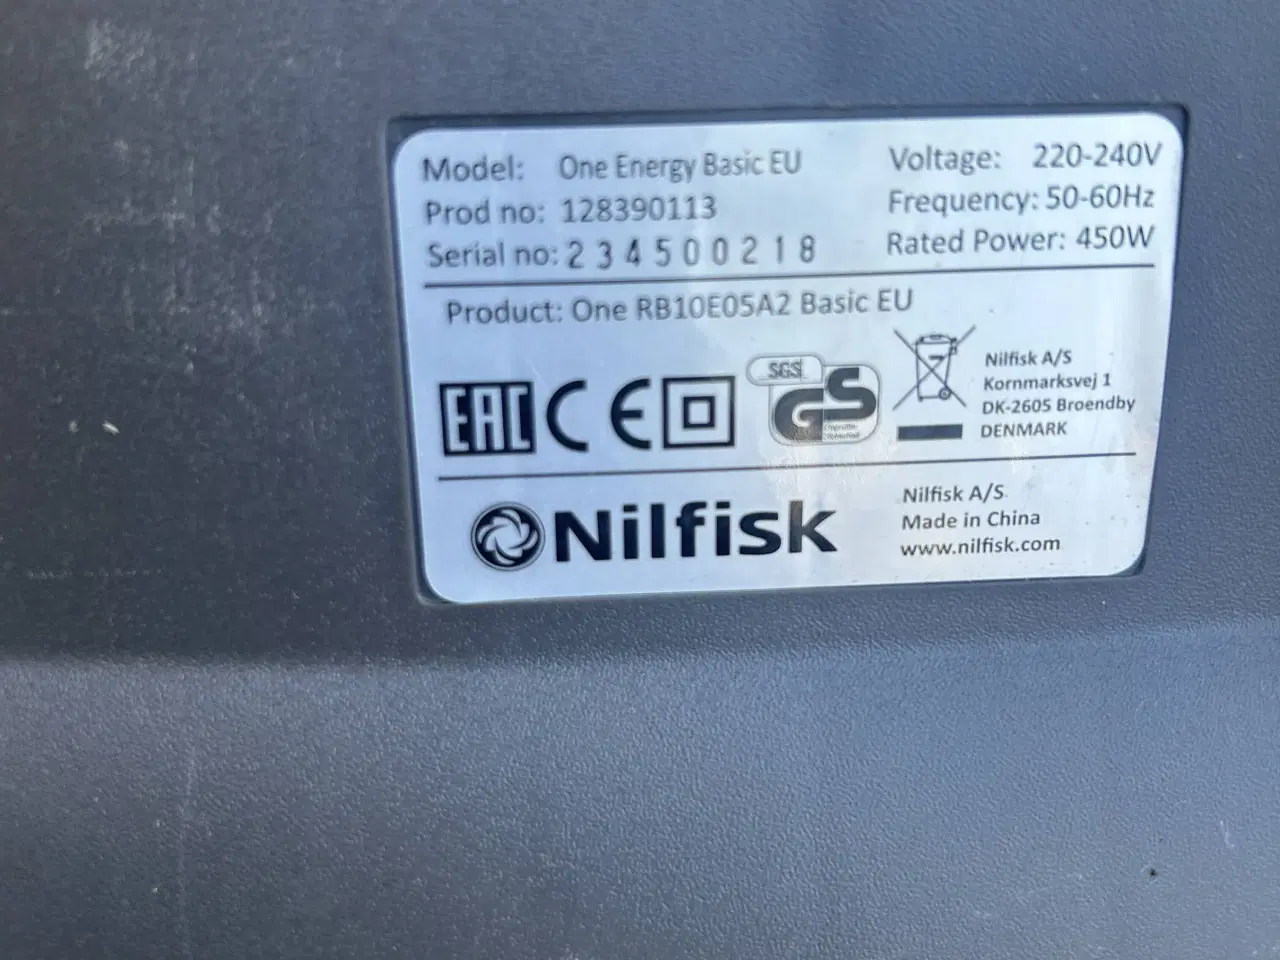 Model: One Energy Basic EU
Voltage: 220-240V
Prod no: 128390113
Frequency: 50-60Hz
Serial no: 234500218
Rated Power: 450W
Product: One RB10E05A2 Basic EU
EAC CE
SGS
GS
Nilfisk A/S
Kornmarksvej 1
DK-2605 Broendby
DENMARK
Nilfisk
Nilfisk A/S
Made in China
www.nilfisk.com